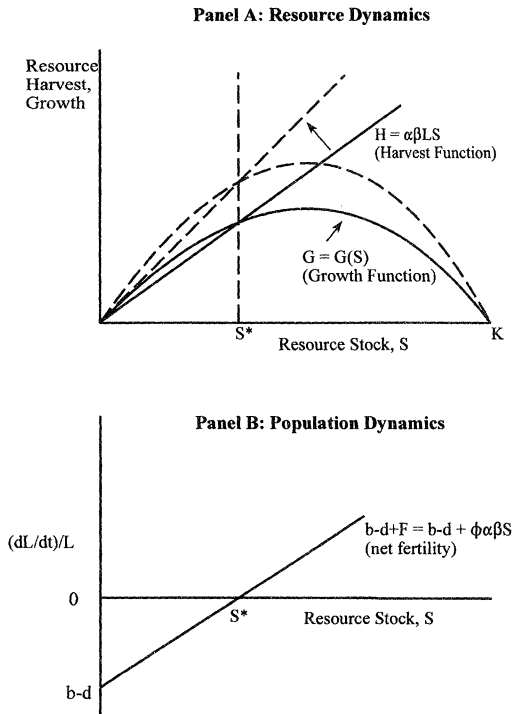 Panel A: Resource Dynamics
Resource
Harvest,
Growth
H = αβLS
(Harvest Function)
G = G(S)
(Growth Function)
S*
K
Resource Stock, S
Panel B: Population Dynamics
b-d+F = b-d + ϕαβS
(net fertility)
(dL/dt)/L
0
S*
Resource Stock, S
b-d